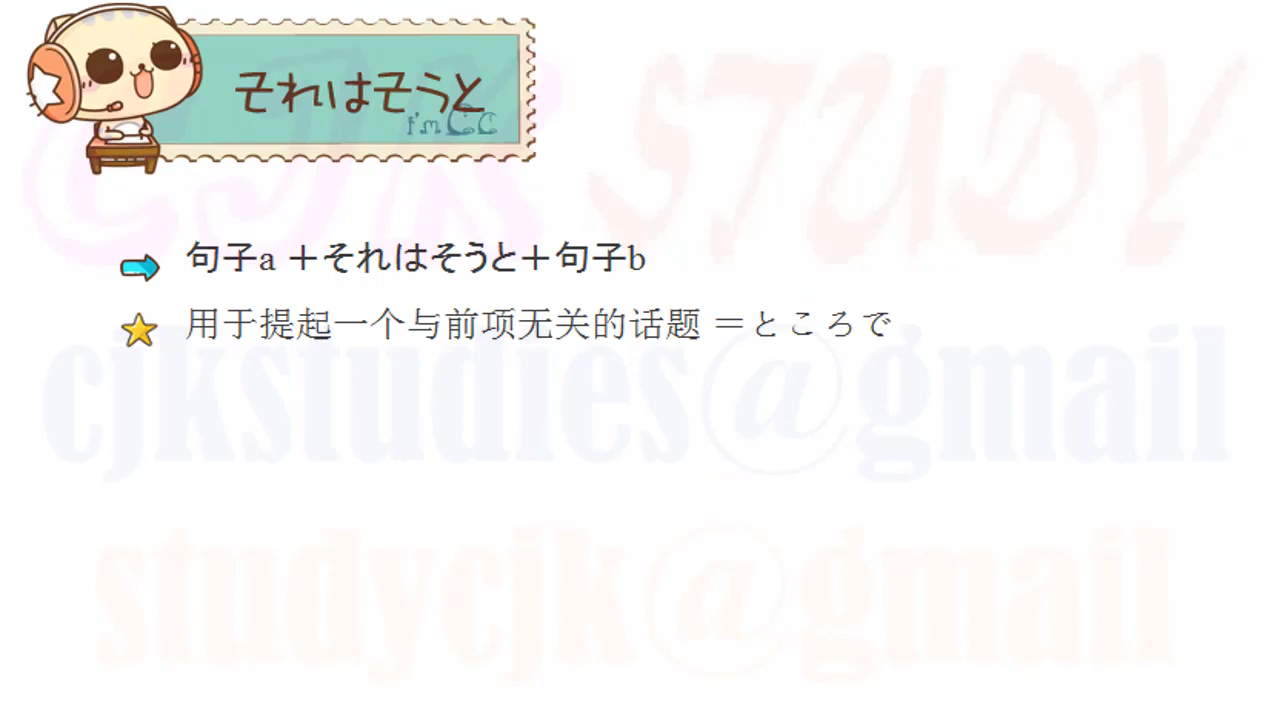 それはそうと
I'm CC
CJK STUDY
句子a ＋それはそうと＋句子b
用于提起一个与前项无关的话题 ＝ところで
cjkstudies@gmail
studycjk@gmail